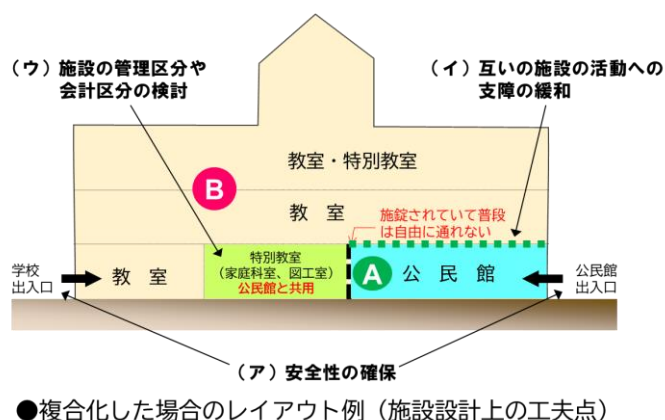 （ウ）施設の管理区分や
会計区分の検討
（イ）互いの施設の活動への
支障の緩和
教室・特別教室
B
教　室
施錠されていて普段
は自由に通れない
学校
出入口
教　室
特別教室
（家庭科室、図工室）
公民館と共用
A
公　民　館
公民館
出入口
（ア）安全性の確保
●複合化した場合のレイアウト例（施設設計上の工夫点）